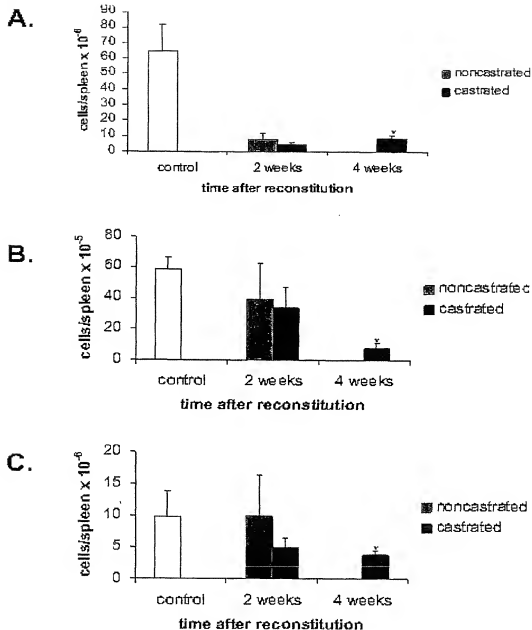 A.
cells/spleen x 10⁻⁶
90
80
70
60
50
40
30
20
10
0
control
2 weeks
4 weeks
*
time after reconstitution
noncastrated
castrated
B.
cells/spleen x 10⁻⁵
80
60
40
20
0
control
2 weeks
4 weeks
*
time after reconstitution
noncastratec
castrated
C.
cells/spleen x 10⁻⁶
20
15
10
5
0
control
2 weeks
4 weeks
*
time after reconstitution
noncastrated
castrated